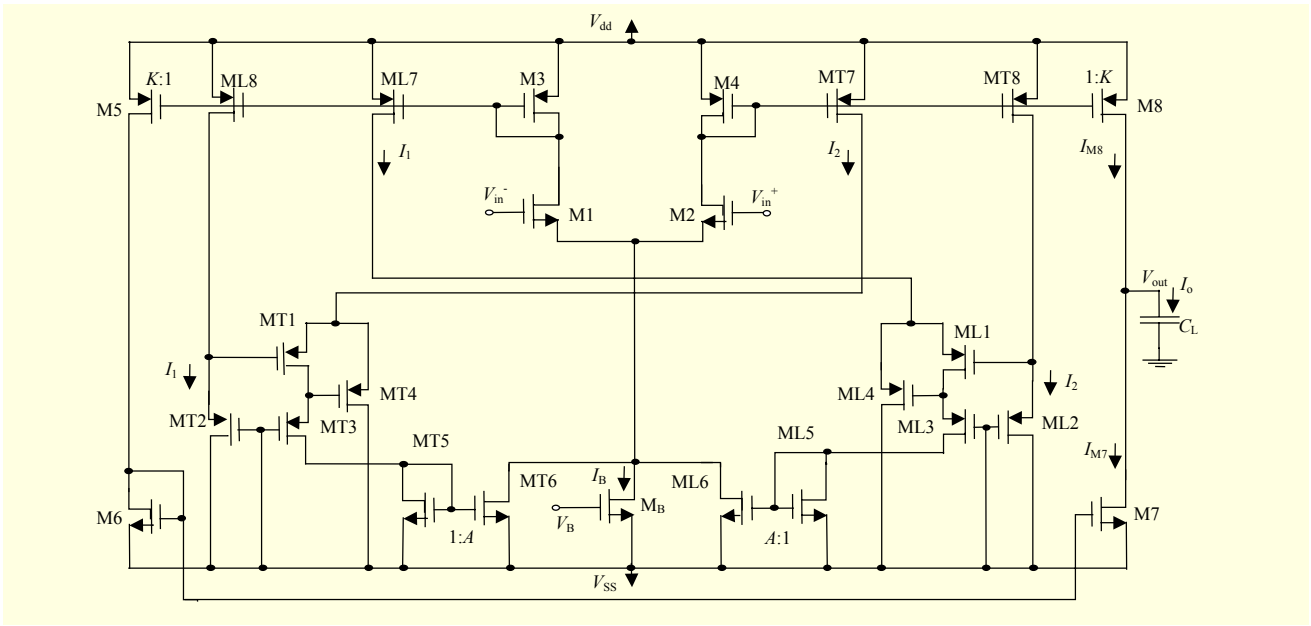 Vdd
K:1
ML8
ML7
M3
M4
MT7
MT8
1:K
M5
M8
I1
I2
IM8
Vin-
M1
M2
Vin+
Vout
Io
CL
MT1
ML1
I1
MT4
ML4
I2
MT2
MT3
ML3
ML2
MT5
ML5
IM7
MT6
IB
ML6
M6
VB
MB
M7
1:A
A:1
VSS